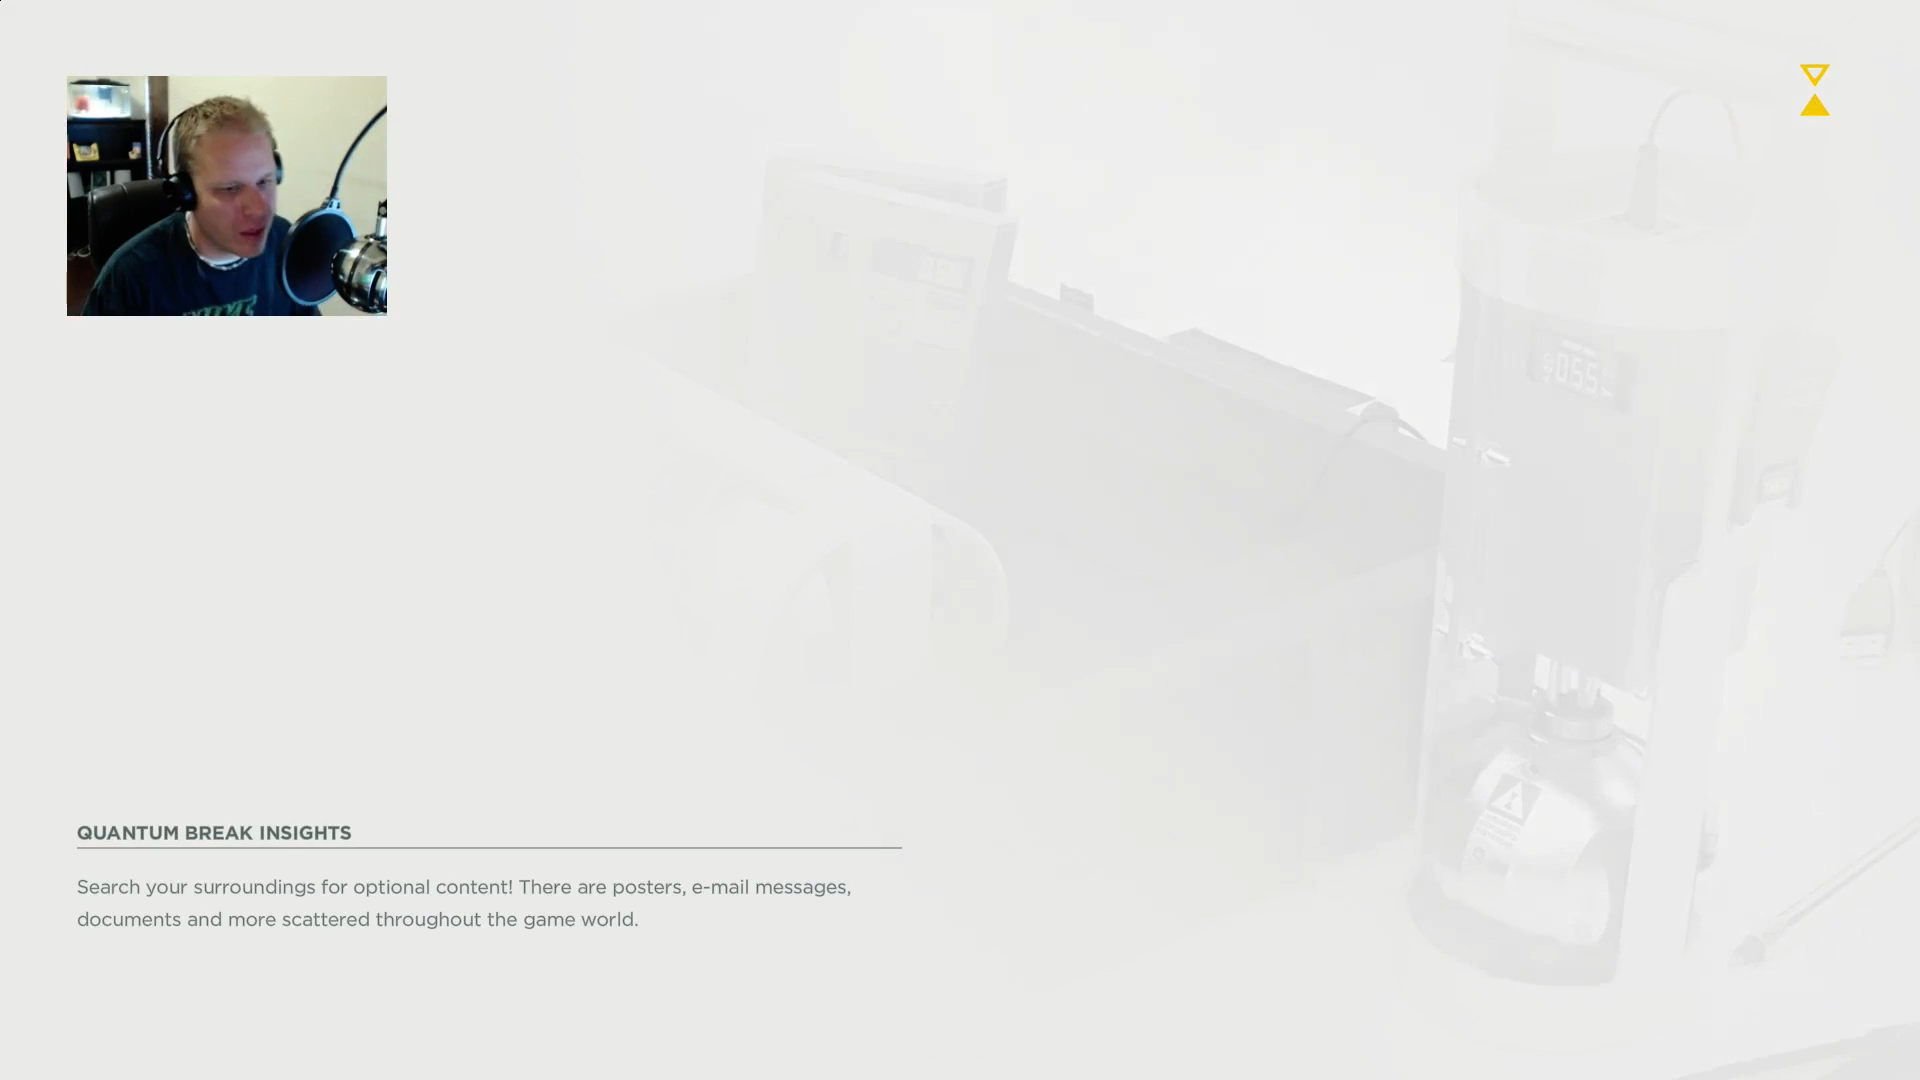 QUANTUM BREAK INSIGHTS
Search your surroundings for optional content! There are posters, e-mail messages,
documents and more scattered throughout the game world.
055